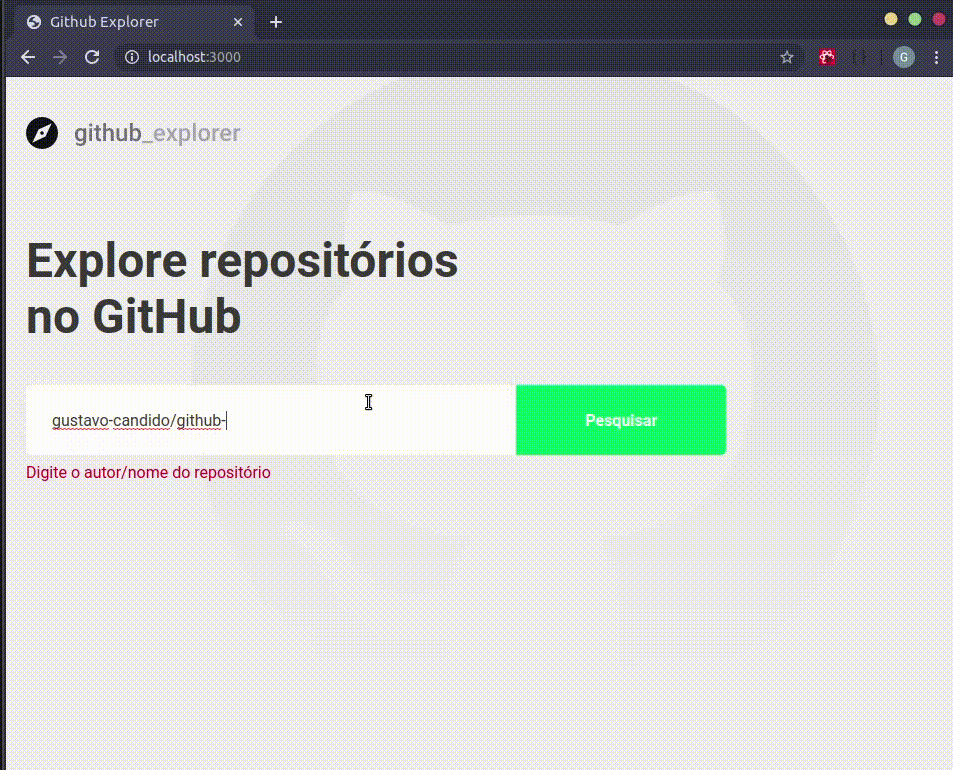 Github Explorer
localhost:3000
G
github_explorer
Explore repositórios
no GitHub
gustavo-candido/github-
Pesquisar
Digite o autor/nome do repositório